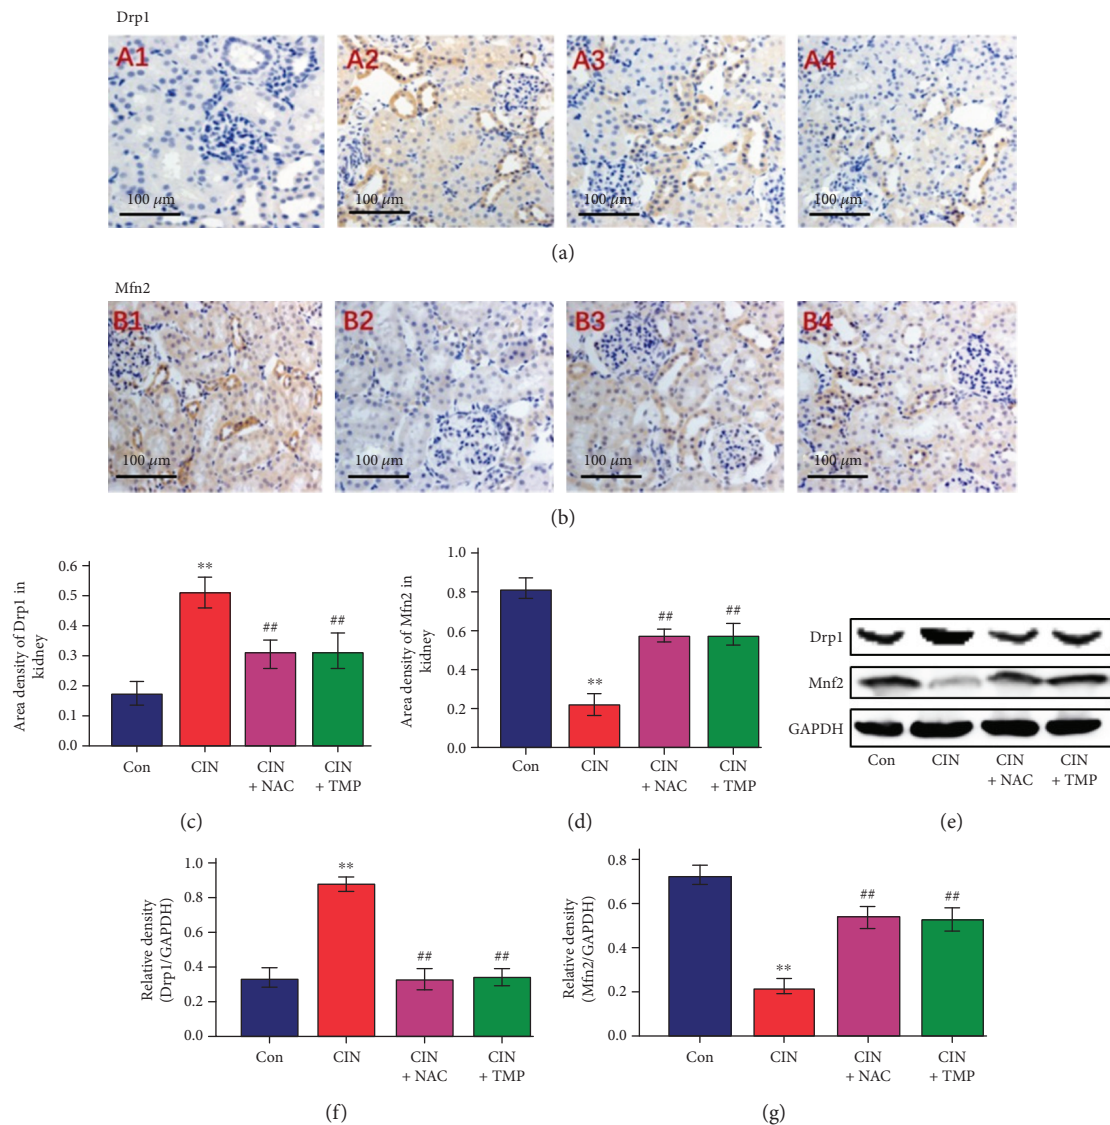 Drp1
A1
A2
A3
A4
100 μm
100 μm
100 μm
100 μm
(a)
Mfn2
B1
B2
B3
B4
100 μm
100 μm
100 μm
100 μm
(b)
Area density of Drp1 in
kidney
0.6
0.5
0.3
0.2
0.1
0.0
**
##
##
Con
CIN
CIN
+ NAC
CIN
+ TMP
(c)
Area density of Mfn2 in
kidney
1.0
0.8
0.6
0.4
0.2
0.0
**
##
##
Con
CIN
CIN
+ NAC
CIN
+ TMP
(d)
Drp1
Mnf2
GAPDH
Con
CIN
CIN
+ NAC
CIN
+ TMP
(e)
Relative density
(Drp1/GAPDH)
1.0
0.8
0.6
0.4
0.2
0.0
**
##
##
Con
CIN
CIN
+ NAC
CIN
+ TMP
(f)
Relative density
(Mfn2/GAPDH)
0.8
0.6
0.4
0.2
0.0
**
##
##
Con
CIN
CIN
+ NAC
CIN
+ TMP
(g)